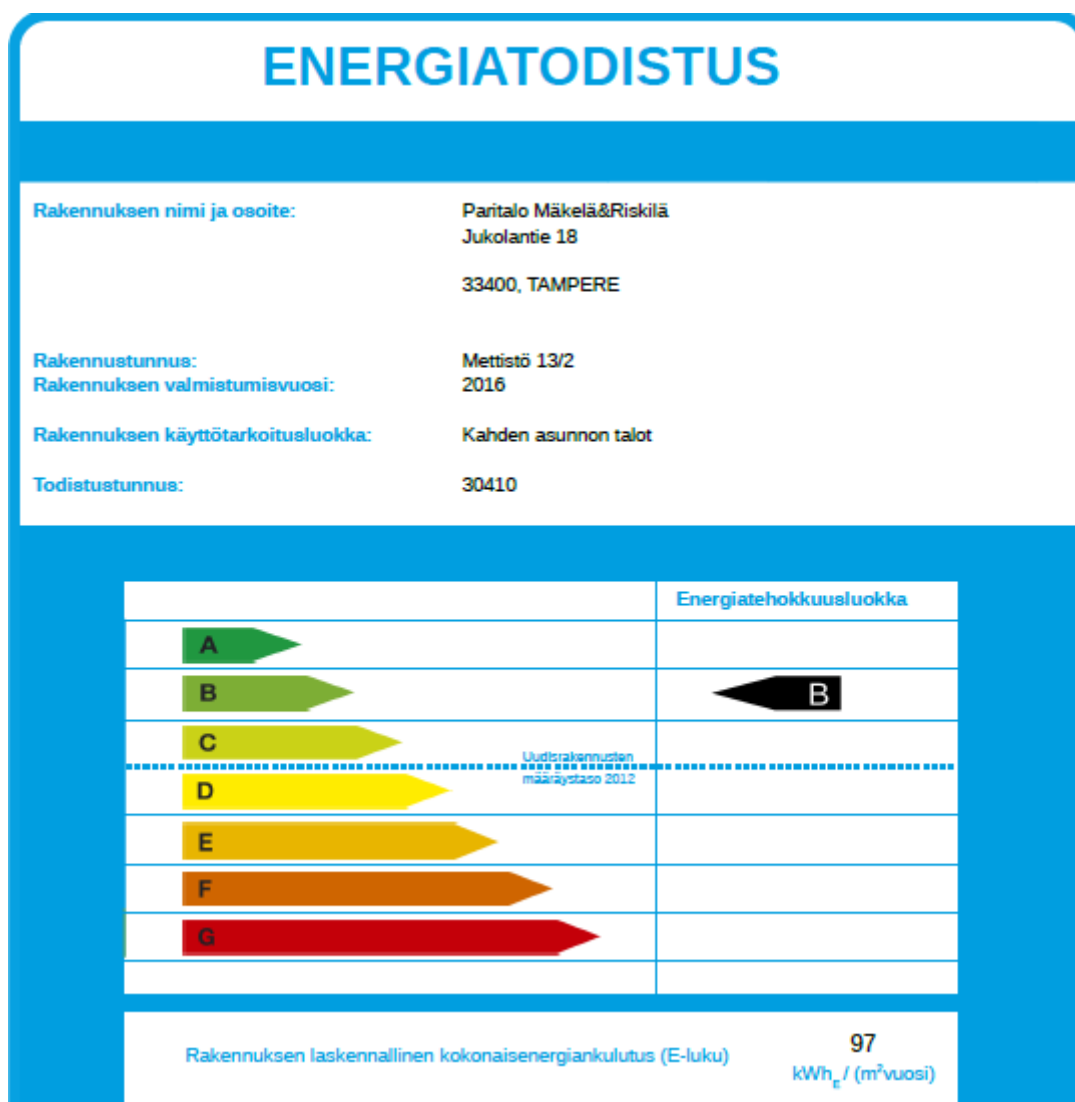 ENERGIATODISTUS
Rakennuksen nimi ja osoite: Paritalo Mäkelä&Riskilä
Jukolantie 18
33400, TAMPERE
Rakennustunnus: Mettistö 13/2
Rakennuksen valmistumisvuosi: 2016
Rakennuksen käyttötarkoitusluokka: Kahden asunnon talot
Todistustunnus: 30410
Energiatehokkuusluokka
A
B B
C
Uudisrakennusten
määräystaso 2012
D
E
F
G
Rakennuksen laskennallinen kokonaisenergiankulutus (E-luku) 97
kWhE / (m²vuosi)